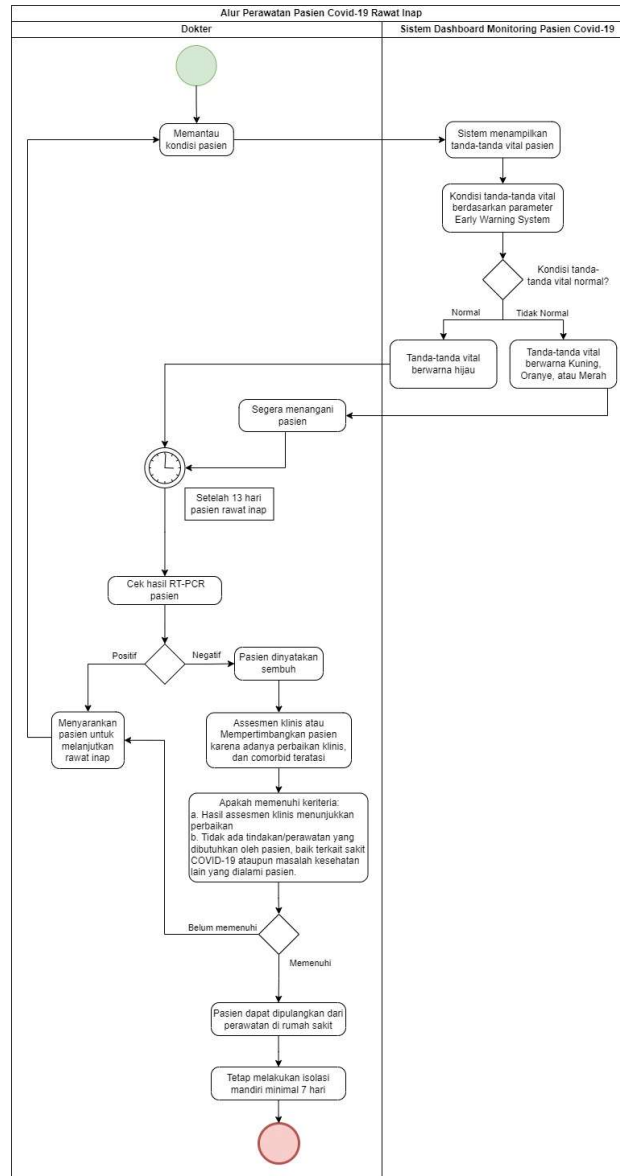 Alur Perawatan Pasien Covid-19 Rawat Inap
Dokter
Sistem Dashboard Monitoring Pasien Covid-19
Memantau
kondisi pasien
Sistem menampilkan
tanda-tanda vital pasien
Kondisi tanda-tanda vital
berdasarkan parameter
Early Warning System
Kondisi tanda-
tanda vital normal?
Normal
Tidak Normal
Tanda-tanda vital
berwarna hijau
Tanda-tanda vital
berwarna Kuning,
Oranye, atau Merah
Segera menangani
pasien
Setelah 13 hari
pasien rawat inap
Cek hasil RT-PCR
pasien
Positif
Negatif
Pasien dinyatakan
sembuh
Menyarankan
pasien untuk
melanjutkan
rawat inap
Assesmen klinis atau
Mempertimbangkan pasien
karena adanya perbaikan klinis,
dan comorbid teratasi
Apakah memenuhi keriteria:
a. Hasil assesmen klinis menunjukkan
perbaikan
b. Tidak ada tindakan/perawatan yang
dibutuhkan oleh pasien, baik terkait sakit
COVID-19 ataupun masalah kesehatan
lain yang dialami pasien.
Belum memenuhi
Memenuhi
Pasien dapat dipulangkan dari
perawatan di rumah sakit
Tetap melakukan isolasi
mandiri minimal 7 hari